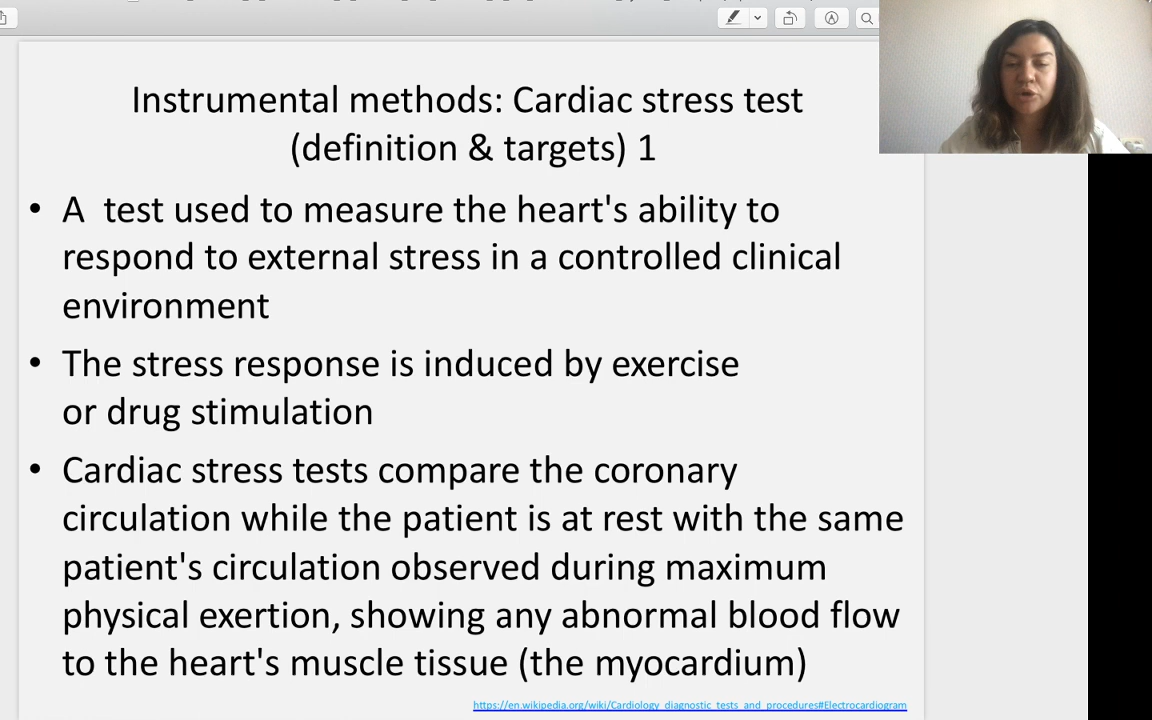 Instrumental methods: Cardiac stress test
(definition & targets) 1
• A  test used to measure the heart's ability to
respond to external stress in a controlled clinical
environment
• The stress response is induced by exercise
or drug stimulation
• Cardiac stress tests compare the coronary
circulation while the patient is at rest with the same
patient's circulation observed during maximum
physical exertion, showing any abnormal blood flow
to the heart's muscle tissue (the myocardium)
https://en.wikipedia.org/wiki/Cardiology_diagnostic_tests_and_procedures#Electrocardiogram